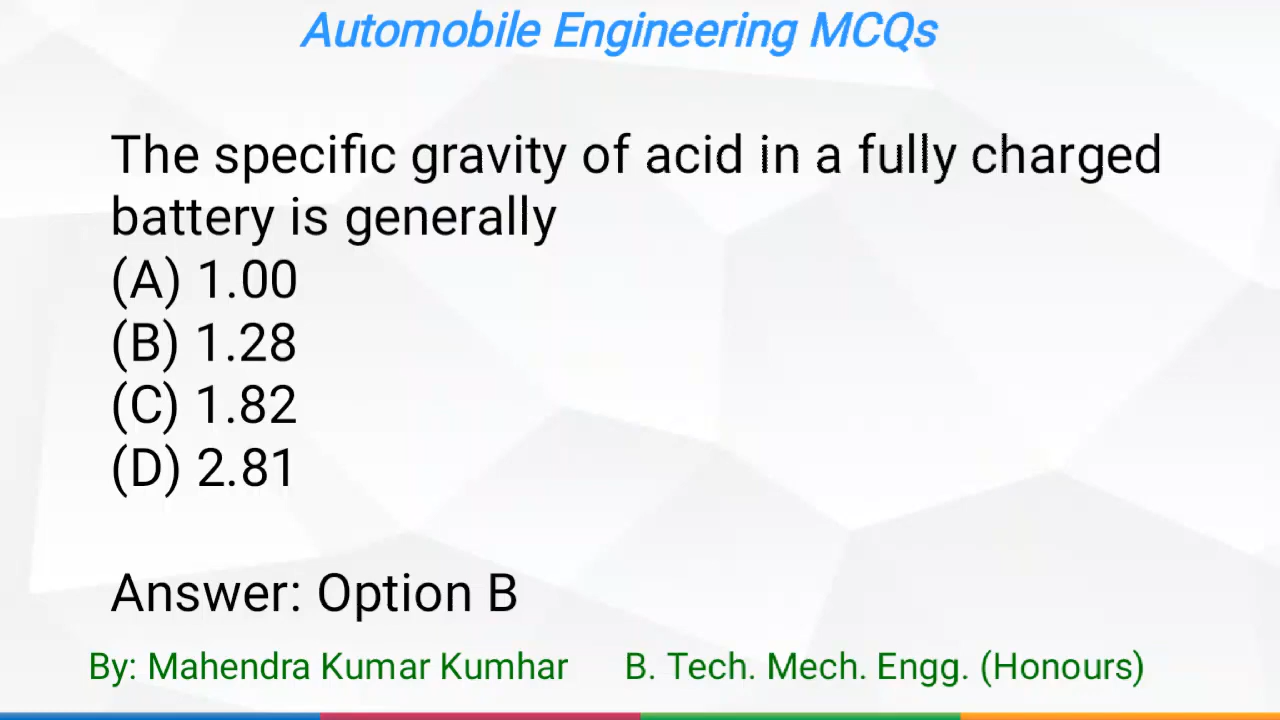 Automobile Engineering MCQs
The specific gravity of acid in a fully charged
battery is generally
(A) 1.00
(B) 1.28
(C) 1.82
(D) 2.81
Answer: Option B
By: Mahendra Kumar Kumhar B. Tech. Mech. Engg. (Honours)